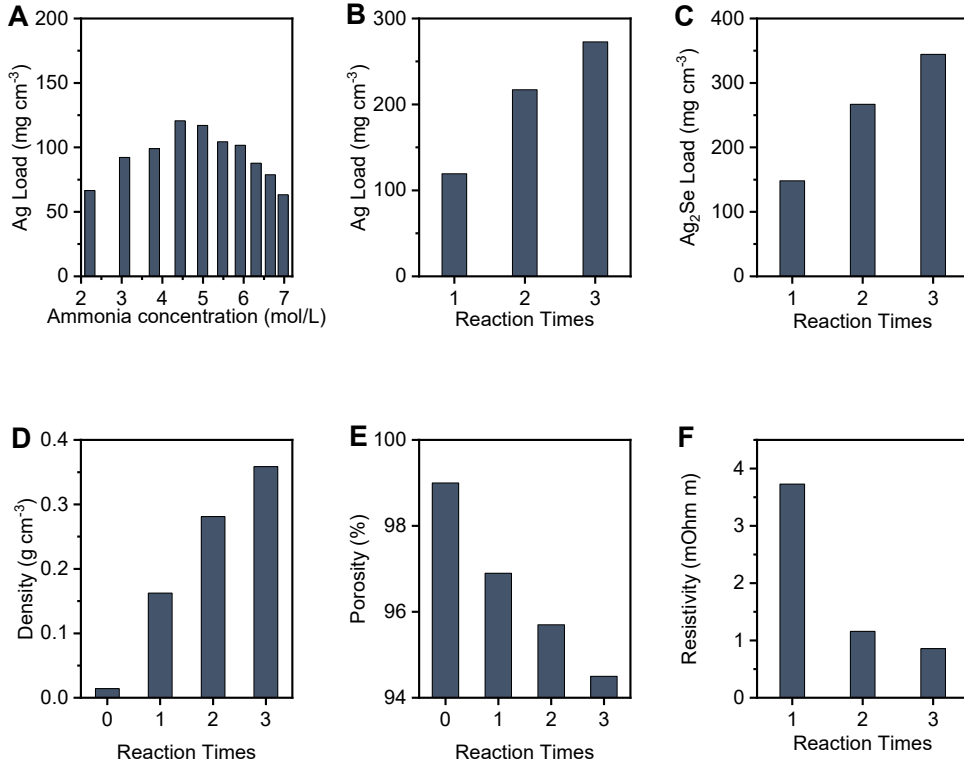 A
200
150
100
50
0
Ag Load (mg cm⁻³)
2 3 4 5 6 7
Ammonia concentration (mol/L)
B
300
200
100
0
Ag Load (mg cm⁻³)
1 2 3
Reaction Times
C
400
300
200
100
0
Ag₂Se Load (mg cm⁻³)
1 2 3
Reaction Times
D
0.4
0.3
0.2
0.1
0.0
Density (g cm⁻³)
0 1 2 3
Reaction Times
E
100
98
96
94
Porosity (%)
0 1 2 3
Reaction Times
F
4
3
2
1
0
Resistivity (mOhm m)
1 2 3
Reaction Times